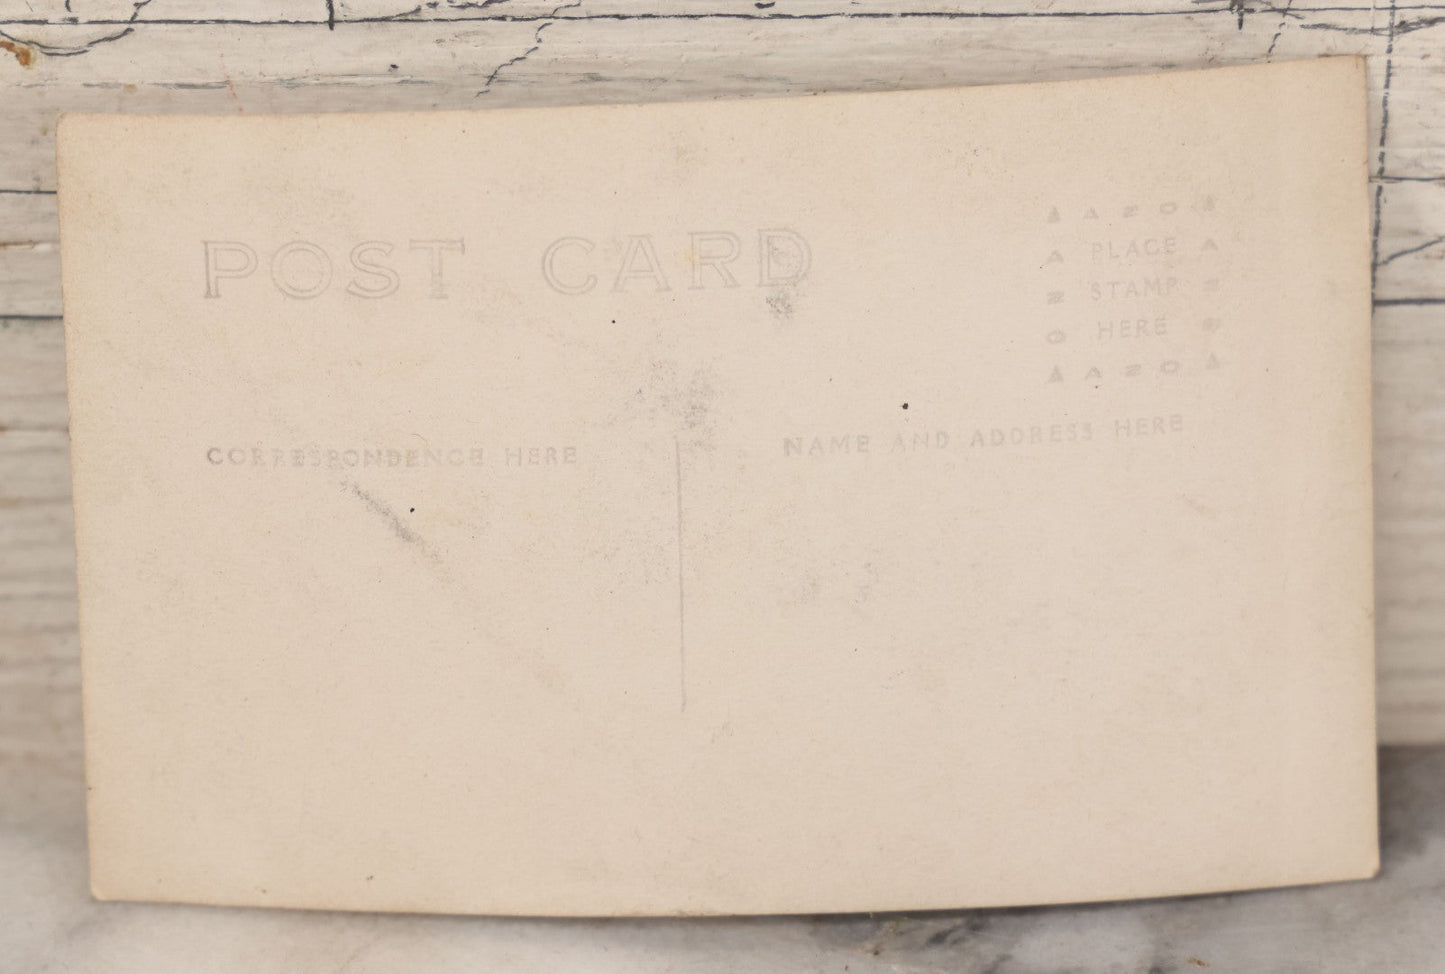 POST CARD
▲ AZO ▲
A PLACE A
Z STAMP Z
O HERE O
▲ AZO ▲
CORRESPONDENCE HERE
NAME AND ADDRESS HERE